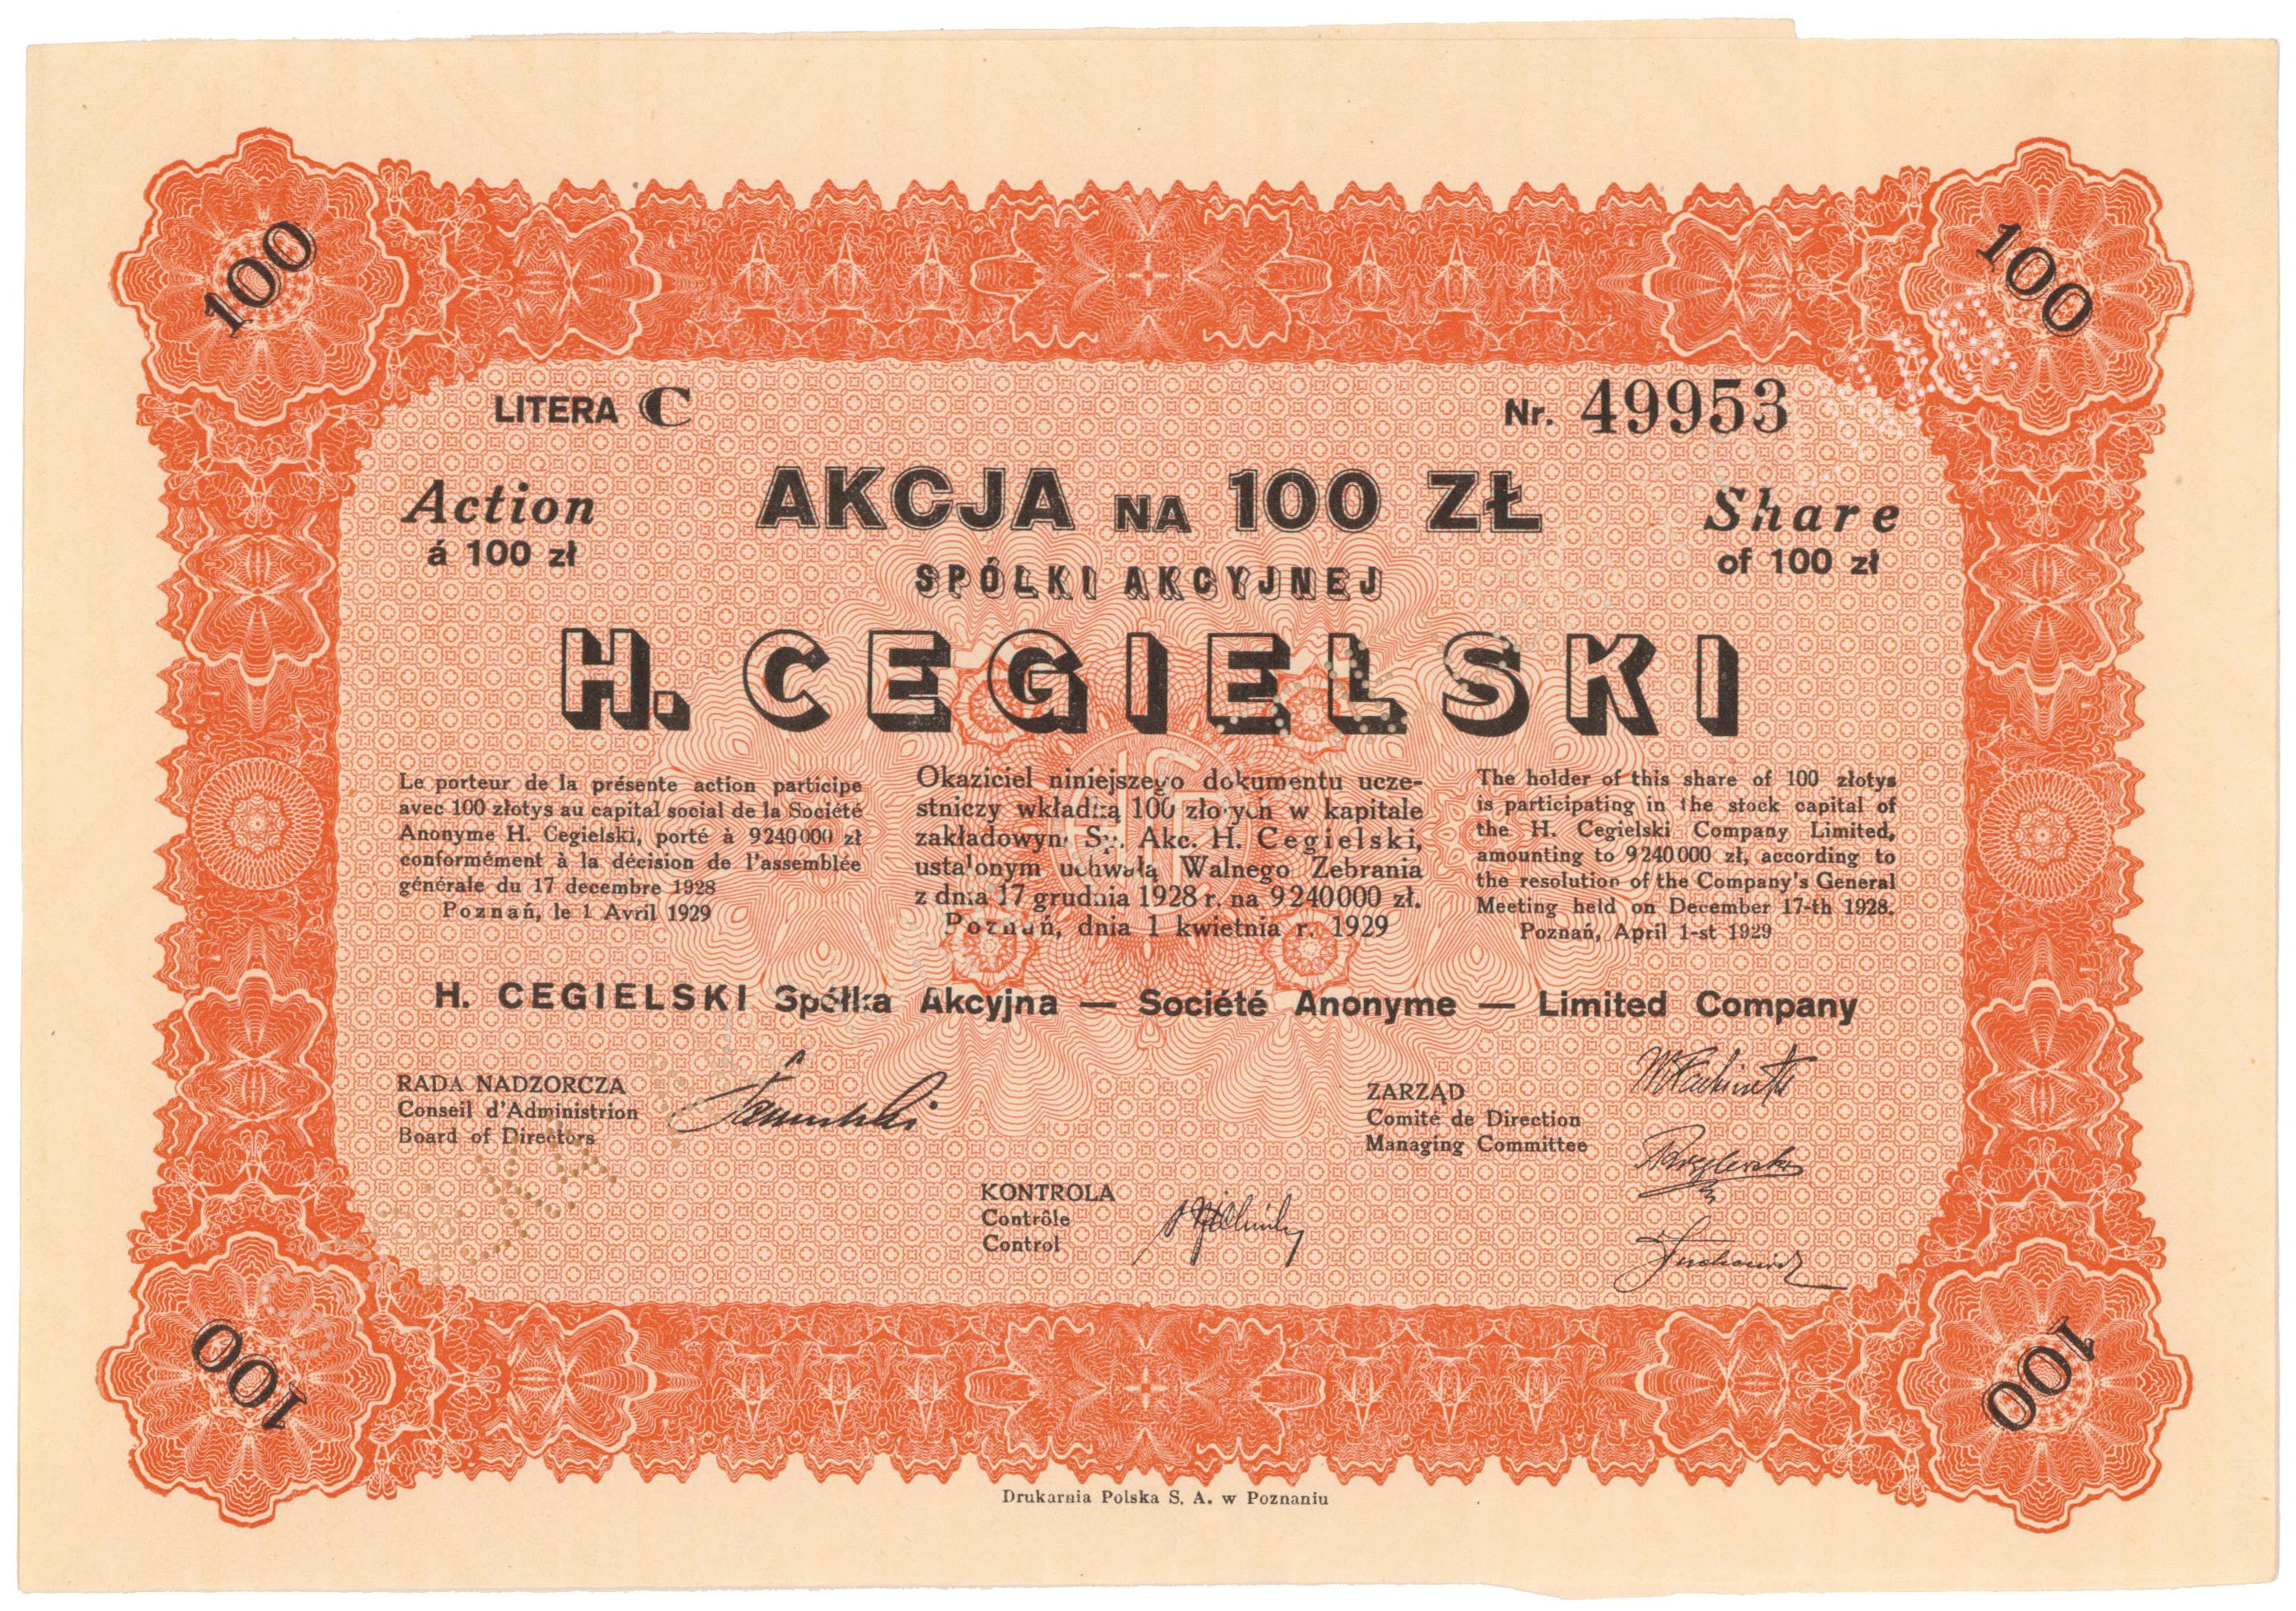 100
100
LITERA C
Nr. 49953
Action
á 100 zł
AKCJA NA 100 ZŁ
SPÓŁKI AKCYJNEJ
Share
of 100 zł
H. CEGIELSKI
Le porteur de la présente action participe
avec 100 złotys au capital social de la Société
Anonyme H. Cegielski, porté à 9240000 zł
conformément à la décision de l'assemblée
générale du 17 decembre 1928
Poznań, le 1 Avril 1929
Okaziciel niniejszego dokumentu ucze-
stniczy wkładką 100 złotych w kapitale
zakładowym Sp. Akc. H. Cegielski,
ustalonym uchwałą Walnego Zebrania
z dnia 17 grudnia 1928 r. na 9240000 zł.
Poznań, dnia 1 kwietnia r. 1929
The holder of this share of 100 złotys
is participating in the stock capital of
the H. Cegielski Company Limited,
amounting to 9240000 zł, according to
the resolution of the Company's General
Meeting held on December 17-th 1928.
Poznań, April 1-st 1929
H. CEGIELSKI Spółka Akcyjna — Société Anonyme — Limited Company
RADA NADZORCZA
Conseil d'Administrion
Board of Directors
KONTROLA
Contrôle
Control
ZARZĄD
Comité de Direction
Managing Committee
100
100
Drukarnia Polska S. A. w Poznaniu